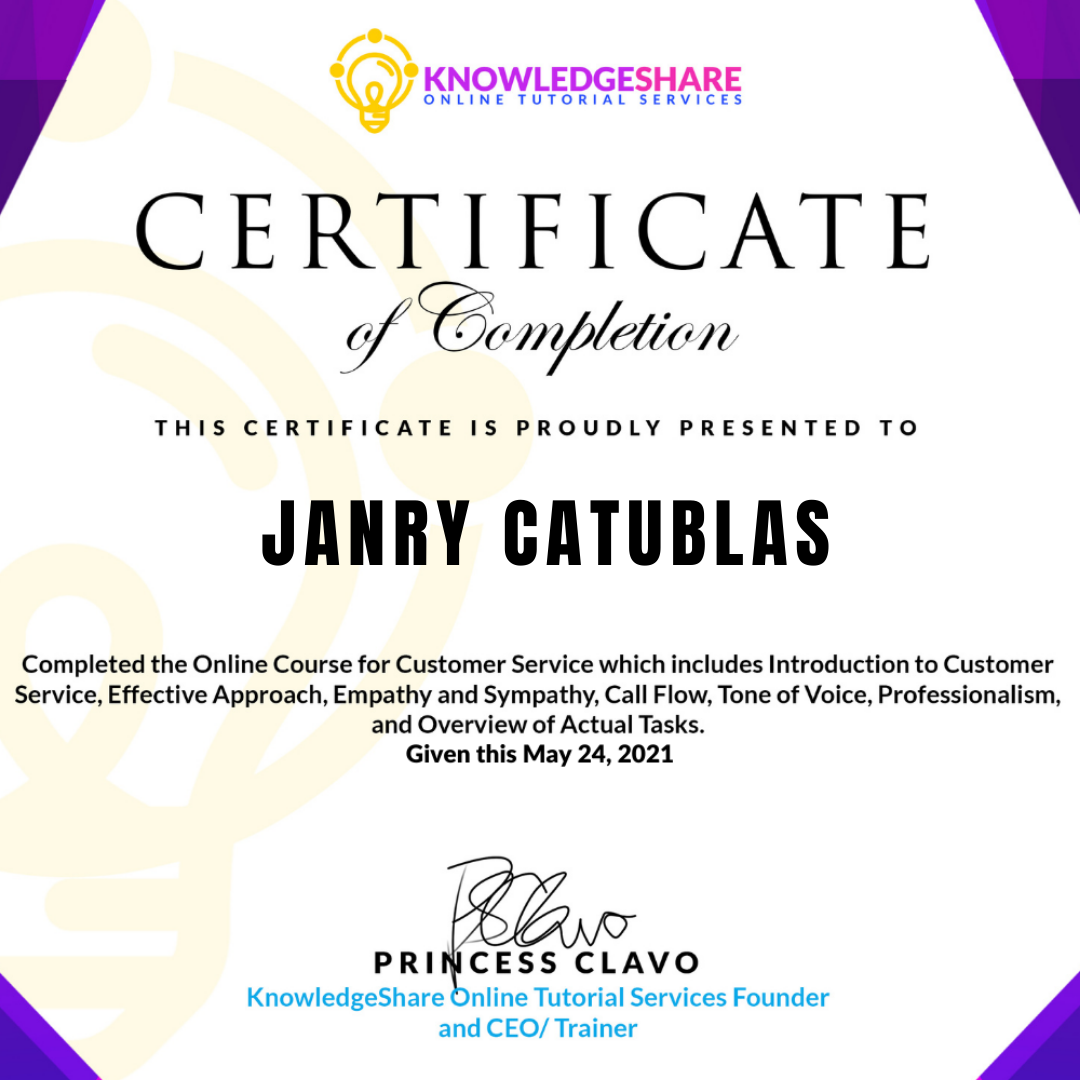 KNOWLEDGESHARE
ONLINE TUTORIAL SERVICES
CERTIFICATE
of Completion
THIS CERTIFICATE IS PROUDLY PRESENTED TO
JANRY CATUBLAS
Completed the Online Course for Customer Service which includes Introduction to Customer
Service, Effective Approach, Empathy and Sympathy, Call Flow, Tone of Voice, Professionalism,
and Overview of Actual Tasks.
Given this May 24, 2021
PRINCESS CLAVO
KnowledgeShare Online Tutorial Services Founder
and CEO/ Trainer